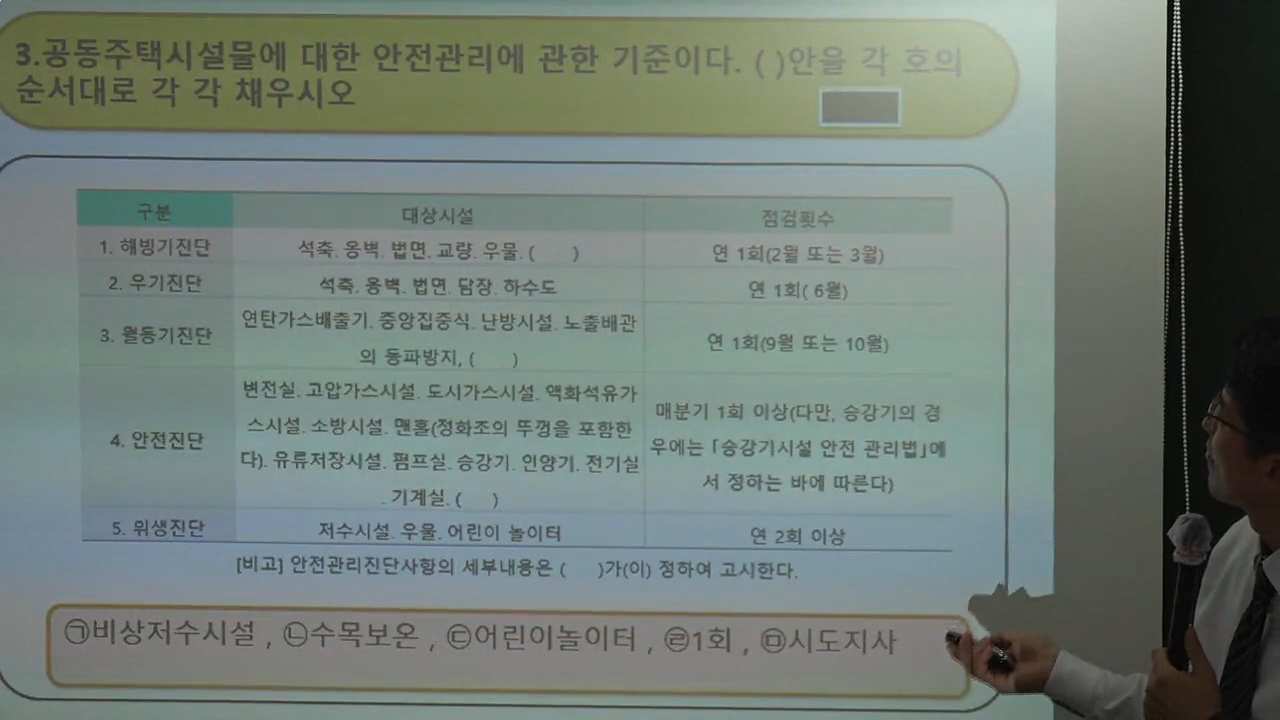 3.공동주택시설물에 대한 안전관리에 관한 기준이다. ( )안을 각 호의
순서대로 각 각 채우시오
구분 대상시설 점검횟수
1. 해빙기진단 석축. 옹벽. 법면. 교량. 우물. ( ) 연 1회(2월 또는 3월)
2. 우기진단 석축. 옹벽. 법면. 담장. 하수도 연 1회( 6월)
3. 월동기진단 연탄가스배출기. 중앙집중식. 난방시설. 노출배관
의 동파방지, ( ) 연 1회(9월 또는 10월)
4. 안전진단 변전실. 고압가스시설. 도시가스시설. 액화석유가
스시설. 소방시설. 맨홀(정화조의 뚜껑을 포함한
다). 유류저장시설. 펌프실. 승강기. 인양기. 전기실
. 기계실. ( )
매분기 1회 이상(다만, 승강기의 경
우에는 「승강기시설 안전 관리법」에
서 정하는 바에 따른다)
5. 위생진단 저수시설. 우물. 어린이 놀이터 연 2회 이상
[비고] 안전관리진단사항의 세부내용은 ( )가(이) 정하여 고시한다.
㉠비상저수시설 , ㉡수목보온 , ㉢어린이놀이터 , ㉣1회 , ㉤시도지사